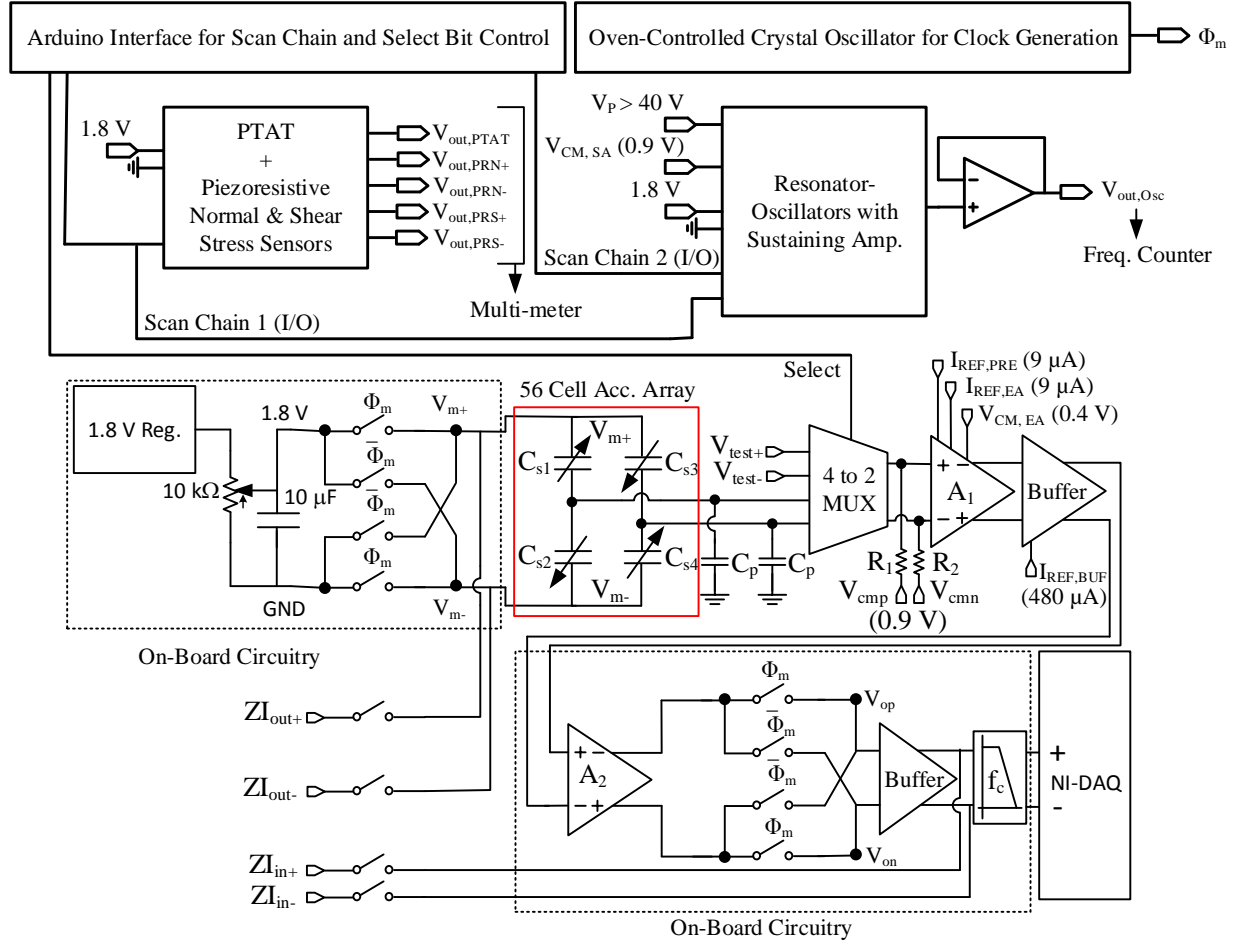 Arduino Interface for Scan Chain and Select Bit Control
Oven-Controlled Crystal Oscillator for Clock Generation
Φm
1.8 V
PTAT
+
Piezoresistive
Normal & Shear
Stress Sensors
Vout,PTAT
Vout,PRN+
Vout,PRN-
Vout,PRS+
Vout,PRS-
Multi-meter
VP > 40 V
VCM, SA (0.9 V)
1.8 V
Resonator-
Oscillators with
Sustaining Amp.
-
+
Vout,Osc
Freq. Counter
Scan Chain 2 (I/O)
Scan Chain 1 (I/O)
Select
1.8 V Reg.
10 kΩ
1.8 V
10 μF
GND
Φm
Φ̅m
Φ̅m
Φm
Vm+
Vm-
On-Board Circuitry
56 Cell Acc. Array
Vm+
Cs1
Cs3
Cs2
Cs4
Vm-
Cp
Cp
Vtest+
Vtest-
4 to 2
MUX
IREF,PRE (9 μA)
IREF,EA (9 μA)
VCM, EA (0.4 V)
+ −
A1
− +
Buffer
R1
R2
Vcmp
Vcmn
(0.9 V)
IREF,BUF
(480 μA)
ZIout+
ZIout-
ZIin+
ZIin-
+ −
A2
− +
Φm
Φ̅m
Φ̅m
Φm
Vop
Von
Buffer
fc
+
NI-DAQ
-
On-Board Circuitry